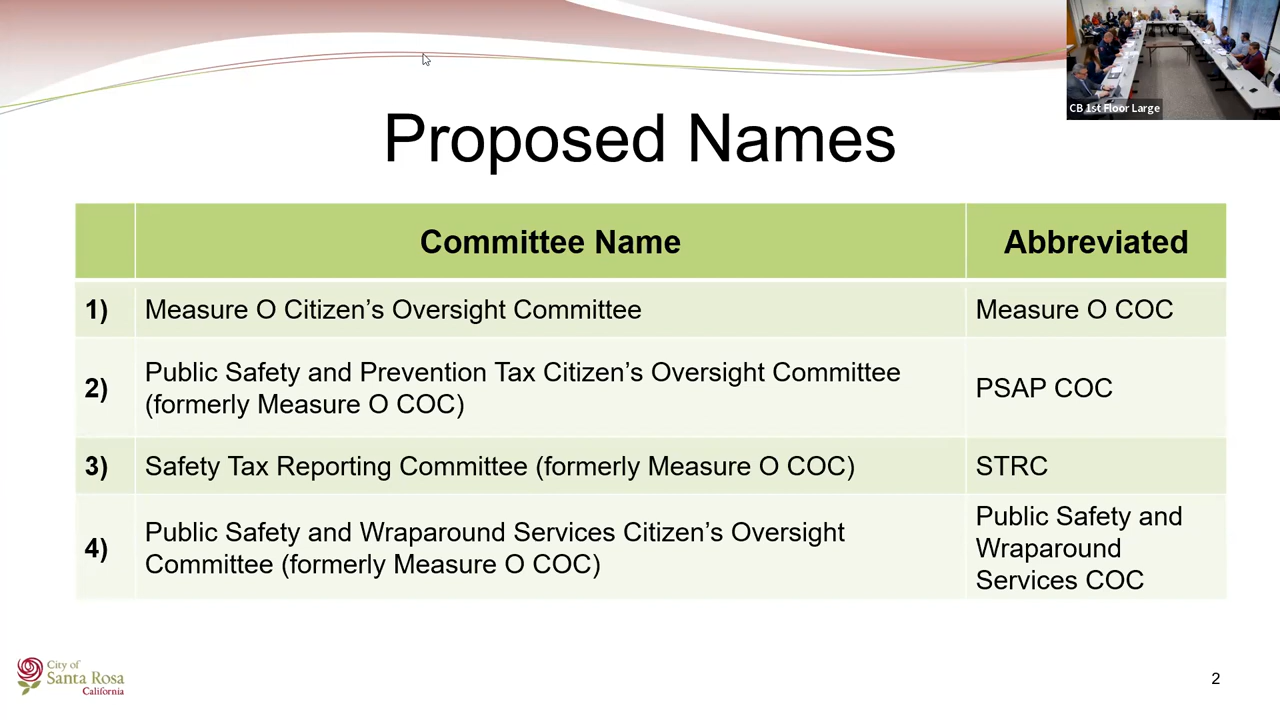 CB 1st Floor Large
Proposed Names
Committee Name
Abbreviated
1)
Measure O Citizen’s Oversight Committee
Measure O COC
2)
Public Safety and Prevention Tax Citizen’s Oversight Committee
(formerly Measure O COC)
PSAP COC
3)
Safety Tax Reporting Committee (formerly Measure O COC)
STRC
4)
Public Safety and Wraparound Services Citizen’s Oversight
Committee (formerly Measure O COC)
Public Safety and
Wraparound
Services COC
City of
Santa Rosa
California
2